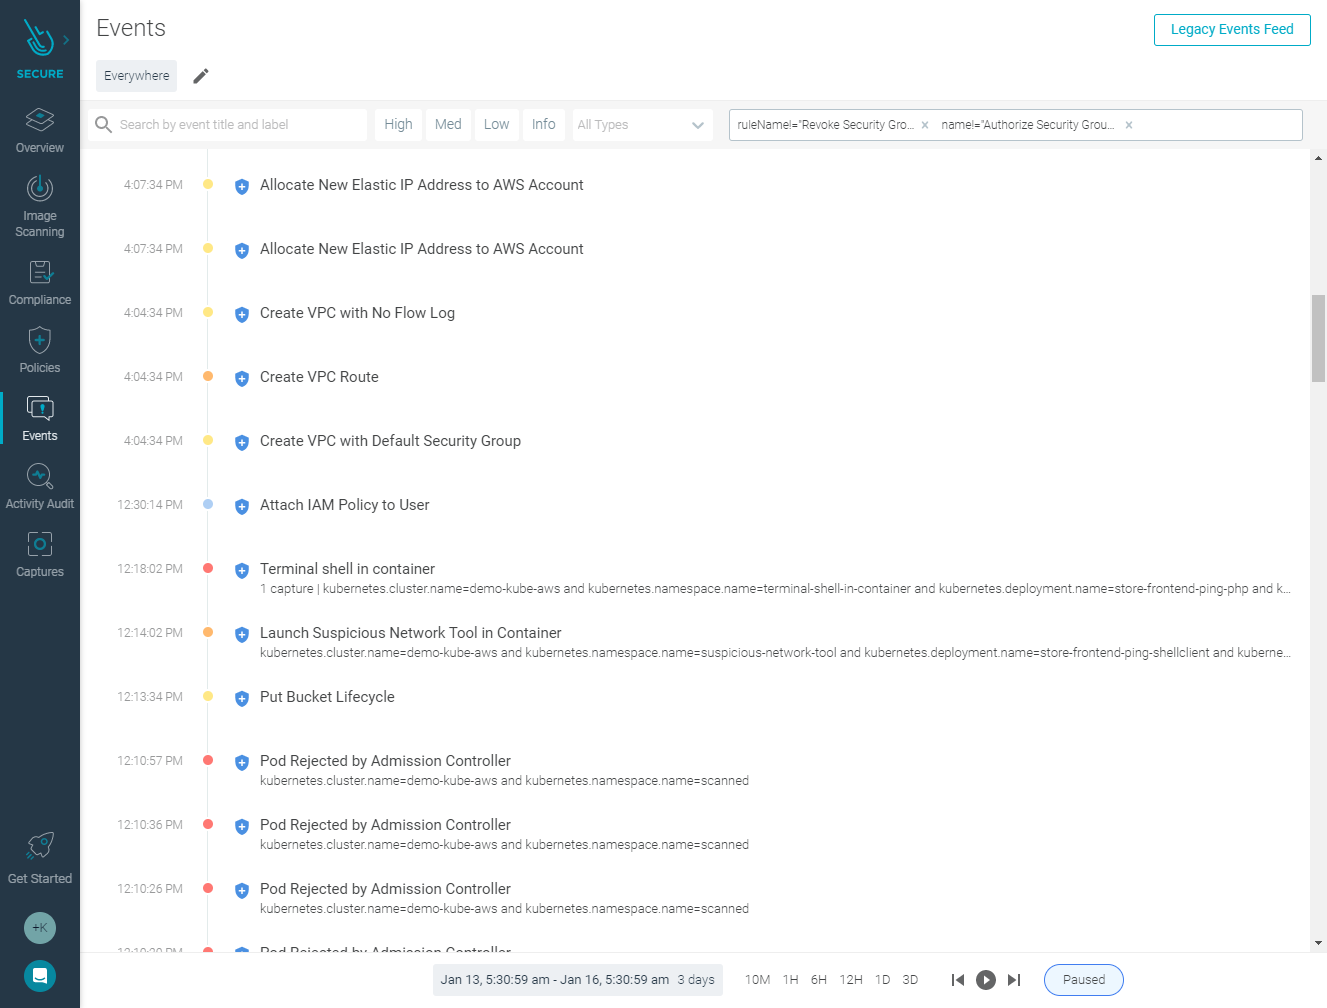 Events
Legacy Events Feed
SECURE
Everywhere
Search by event title and label
High
Med
Low
Info
All Types
ruleName!="Revoke Security Gro... ×
name!="Authorize Security Grou... ×
Overview
Image
Scanning
Compliance
Policies
Events
Activity Audit
Captures
Get Started
+K
4:07:34 PM Allocate New Elastic IP Address to AWS Account
4:07:34 PM Allocate New Elastic IP Address to AWS Account
4:04:34 PM Create VPC with No Flow Log
4:04:34 PM Create VPC Route
4:04:34 PM Create VPC with Default Security Group
12:30:14 PM Attach IAM Policy to User
12:18:02 PM Terminal shell in container
1 capture | kubernetes.cluster.name=demo-kube-aws and kubernetes.namespace.name=terminal-shell-in-container and kubernetes.deployment.name=store-frontend-ping-php and k...
12:14:02 PM Launch Suspicious Network Tool in Container
kubernetes.cluster.name=demo-kube-aws and kubernetes.namespace.name=suspicious-network-tool and kubernetes.deployment.name=store-frontend-ping-shellclient and kuberne...
12:13:34 PM Put Bucket Lifecycle
12:10:57 PM Pod Rejected by Admission Controller
kubernetes.cluster.name=demo-kube-aws and kubernetes.namespace.name=scanned
12:10:36 PM Pod Rejected by Admission Controller
kubernetes.cluster.name=demo-kube-aws and kubernetes.namespace.name=scanned
12:10:26 PM Pod Rejected by Admission Controller
kubernetes.cluster.name=demo-kube-aws and kubernetes.namespace.name=scanned
Pod Rejected by Admission Controller
Jan 13, 5:30:59 am - Jan 16, 5:30:59 am 3 days
10M 1H 6H 12H 1D 3D
Paused